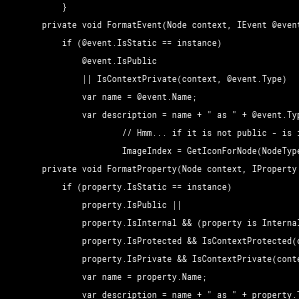 }
private void FormatEvent(Node context, IEvent @event
if (@event.IsStatic == instance)
@event.IsPublic
|| IsContextPrivate(context, @event.Type)
var name = @event.Name;
var description = name + " as " + @event.Typ
// Hmm... if it is not public - is i
ImageIndex = GetIconForNode(NodeType
private void FormatProperty(Node context, IProperty
if (property.IsStatic == instance)
property.IsPublic ||
property.IsInternal && (property is Interna
property.IsProtected && IsContextProtected(c
property.IsPrivate && IsContextPrivate(conte
var name = property.Name;
var description = name + " as " + property.T